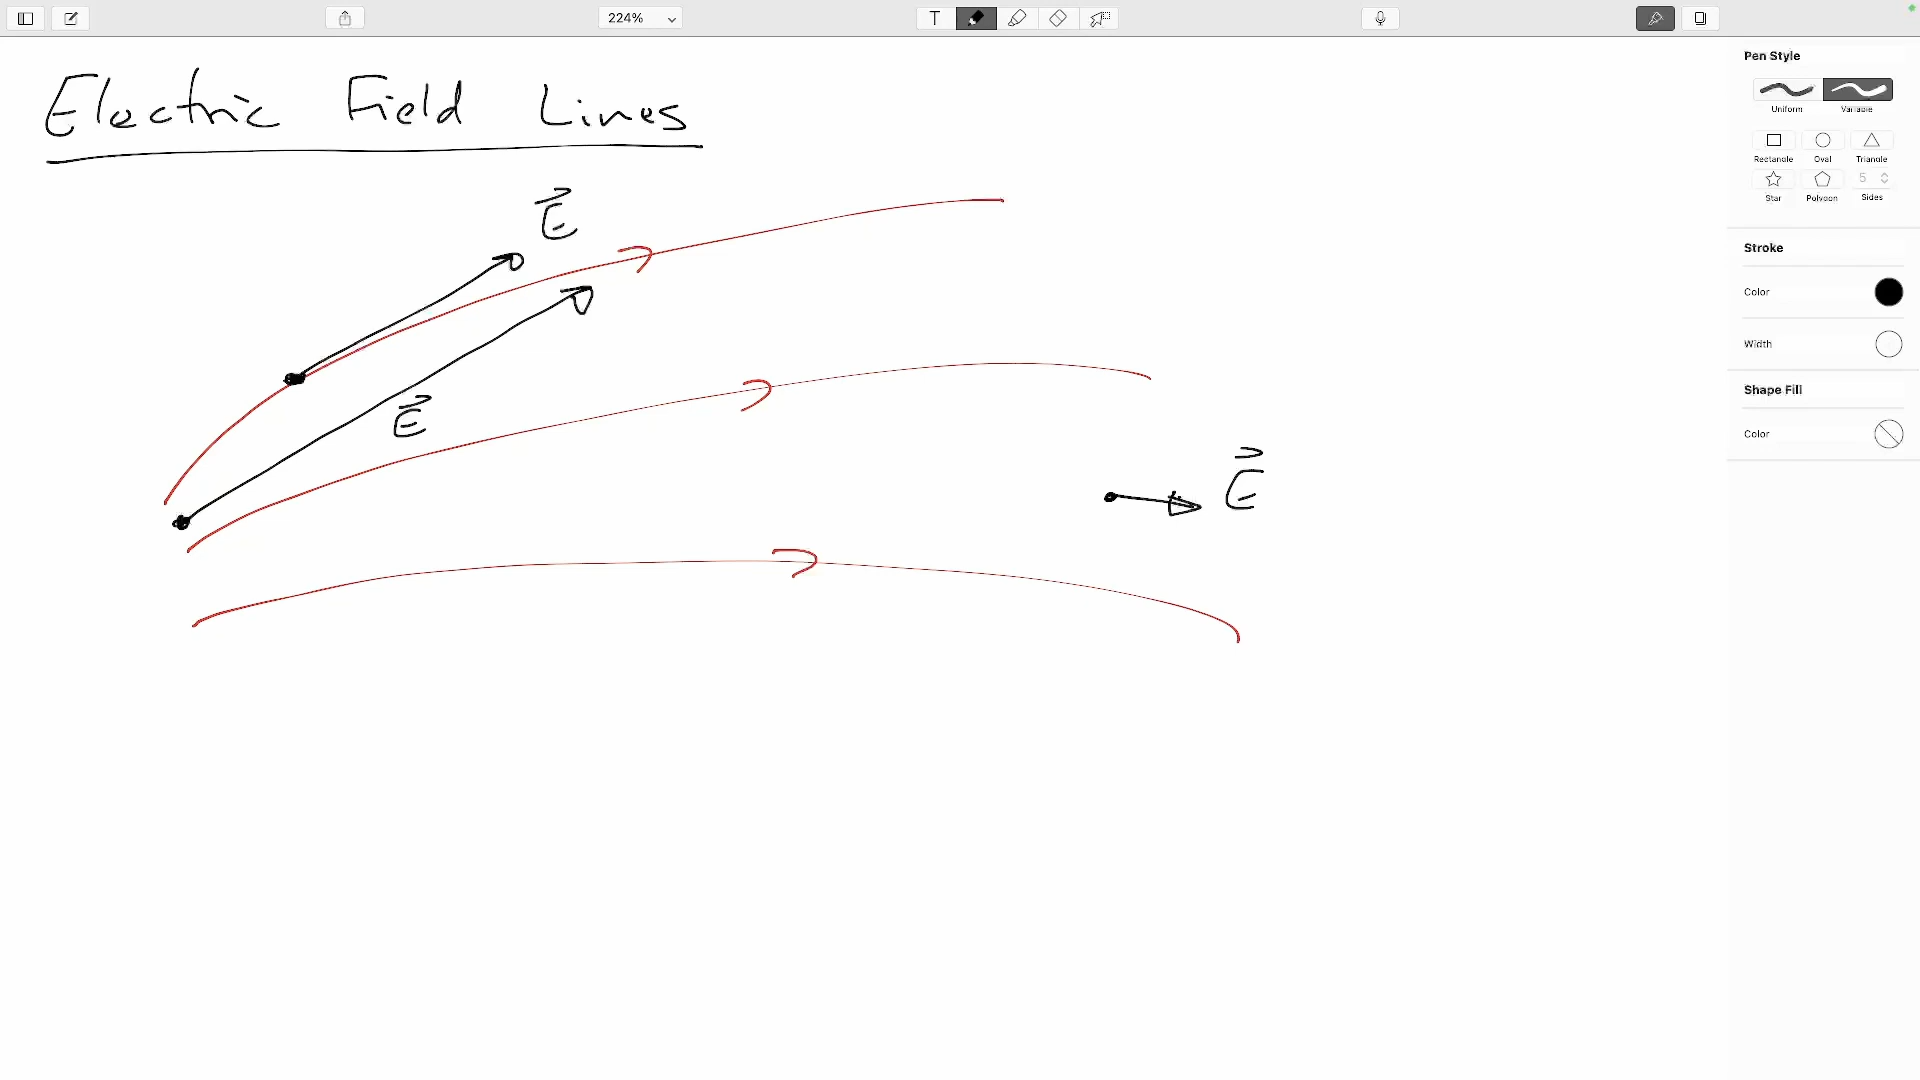 224%
T
Electric Field Lines
E⃗
E⃗
E⃗
Pen Style
Uniform Variable
Rectangle Oval Triangle
5
Star Polygon Sides
Stroke
Color
Width
Shape Fill
Color